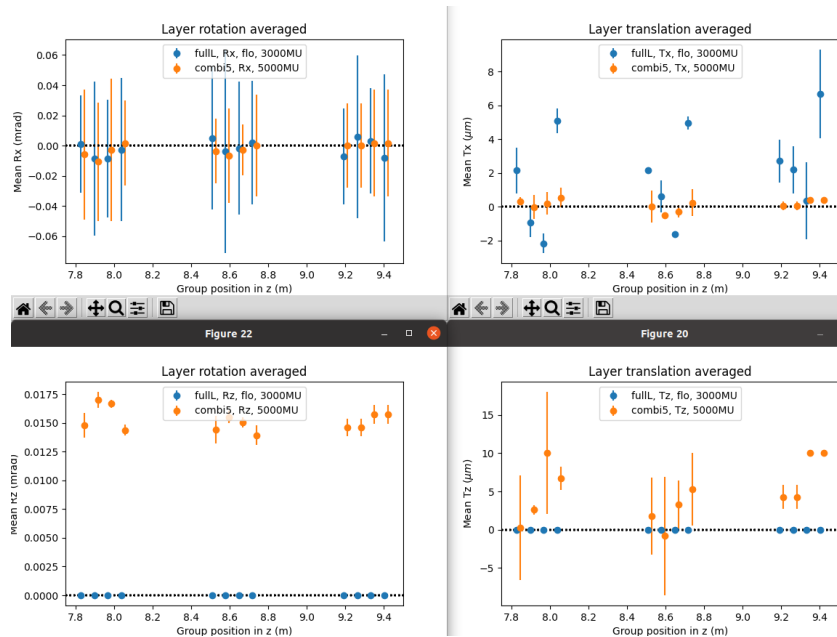 Layer rotation averaged
fullL, Rx, flo, 3000MU
combi5, Rx, 5000MU
Mean Rx (mrad)
0.06
0.04
0.02
0.00
−0.02
−0.04
−0.06
7.8 8.0 8.2 8.4 8.6 8.8 9.0 9.2 9.4
Group position in z (m)
Layer translation averaged
fullL, Tx, flo, 3000MU
combi5, Tx, 5000MU
Mean Tx (μm)
8
6
4
2
0
−2
7.8 8.0 8.2 8.4 8.6 8.8 9.0 9.2 9.4
Group position in z (m)
Figure 22
Figure 20
Layer rotation averaged
fullL, Rz, flo, 3000MU
combi5, Rz, 5000MU
Mean Rz (mrad)
0.0175
0.0150
0.0125
0.0100
0.0075
0.0050
0.0025
0.0000
7.8 8.0 8.2 8.4 8.6 8.8 9.0 9.2 9.4
Group position in z (m)
Layer translation averaged
fullL, Tz, flo, 3000MU
combi5, Tz, 5000MU
Mean Tz (μm)
15
10
5
0
−5
7.8 8.0 8.2 8.4 8.6 8.8 9.0 9.2 9.4
Group position in z (m)